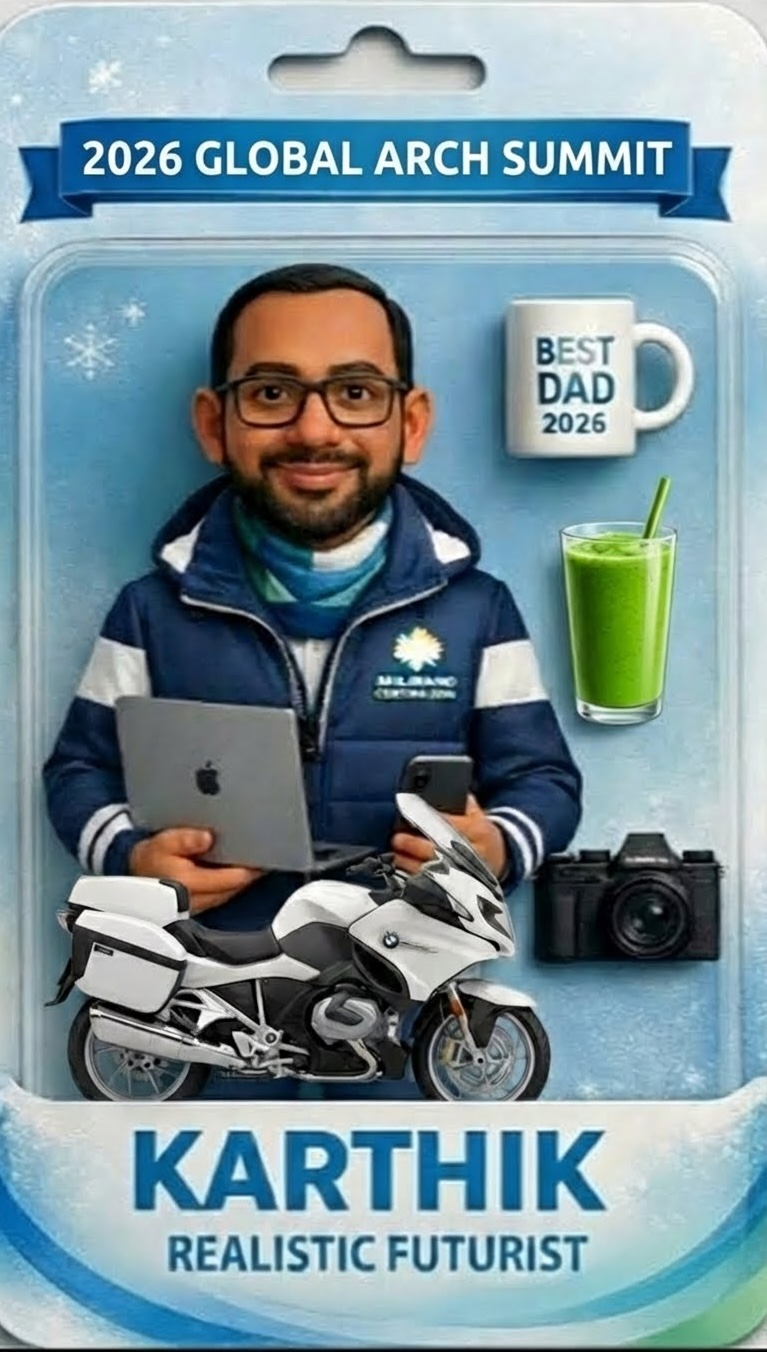 2026 GLOBAL ARCH SUMMIT
BEST
DAD
2026
KARTHIK
REALISTIC FUTURIST